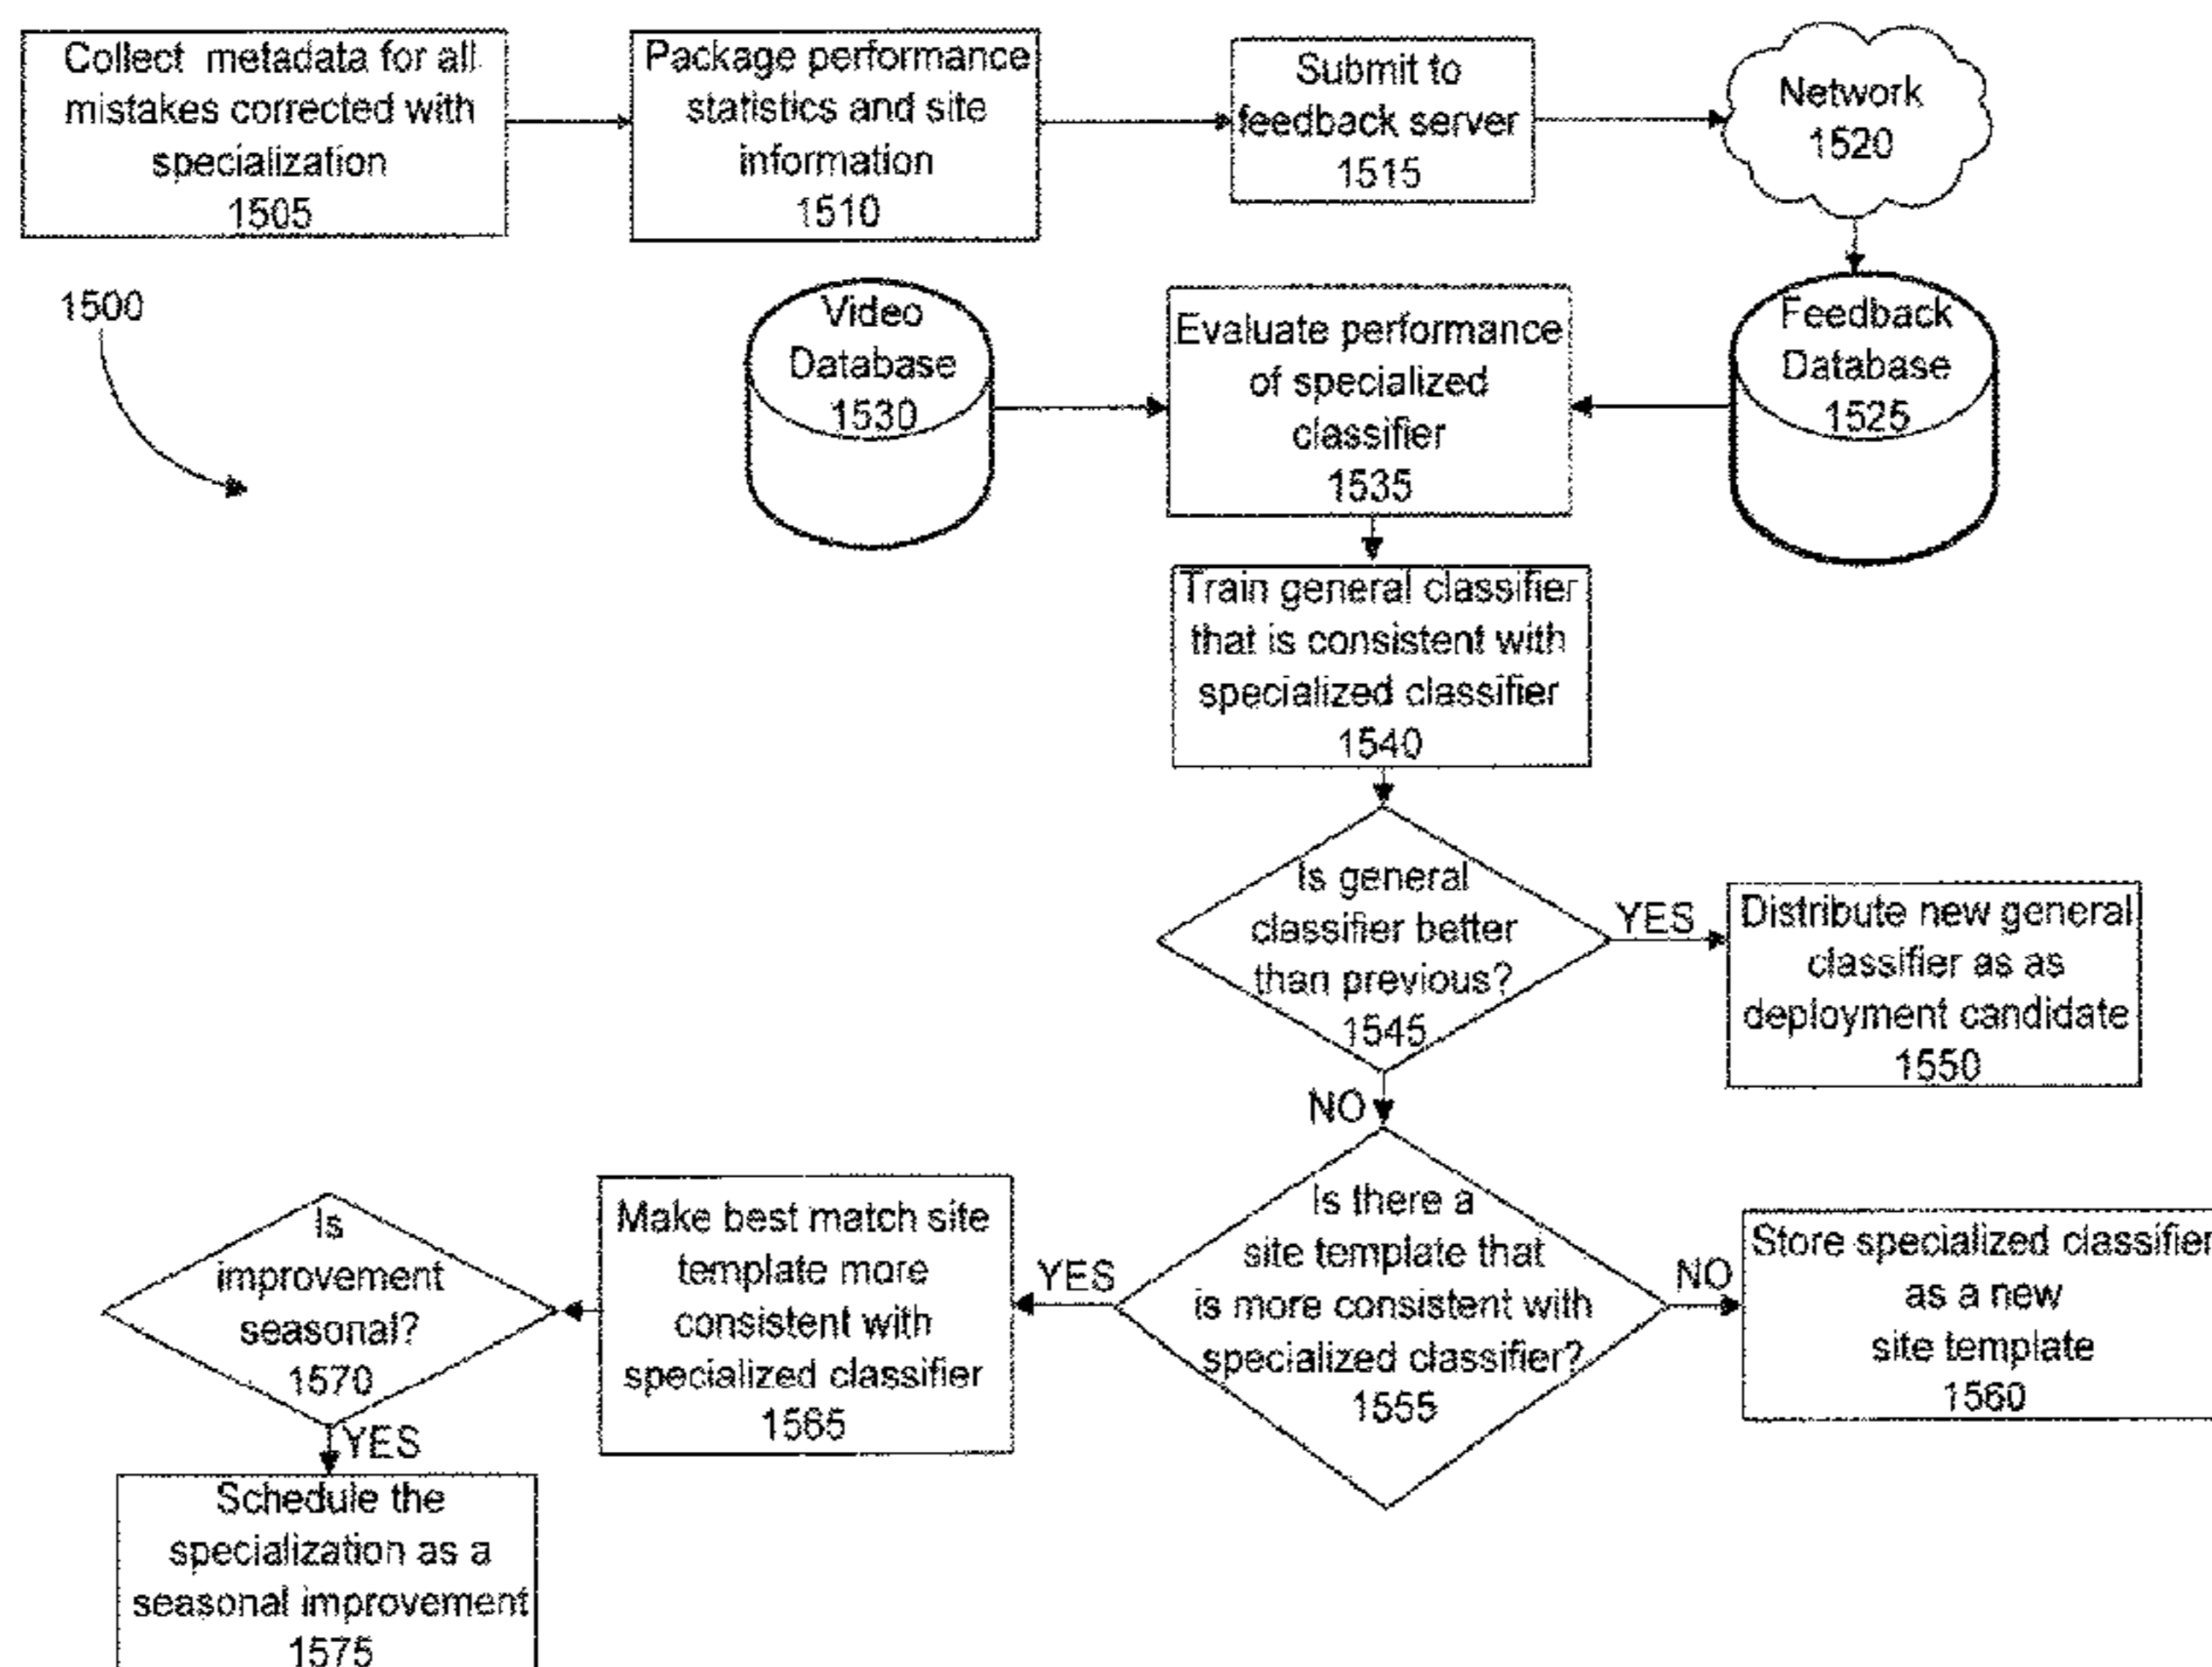 Collect metadata for all
mistakes corrected with
specialization
1505
Package performance
statistics and site
information
1510
Submit to
feedback server
1515
Network
1520
1500
Video
Database
1530
Evaluate performance
of specialized
classifier
1535
Feedback
Database
1525
Train general classifier
that is consistent with
specialized classifier
1540
Is general
classifier better
than previous?
1545
YES
Distribute new general
classifier as as
deployment candidate
1550
NO
Is there a
site template that
is more consistent with
specialized classifier?
1555
NO
Store specialized classifier
as a new
site template
1560
YES
Make best match site
template more
consistent with
specialized classifier
1565
Is
improvement
seasonal?
1570
YES
Schedule the
specialization as a
seasonal improvement
1575